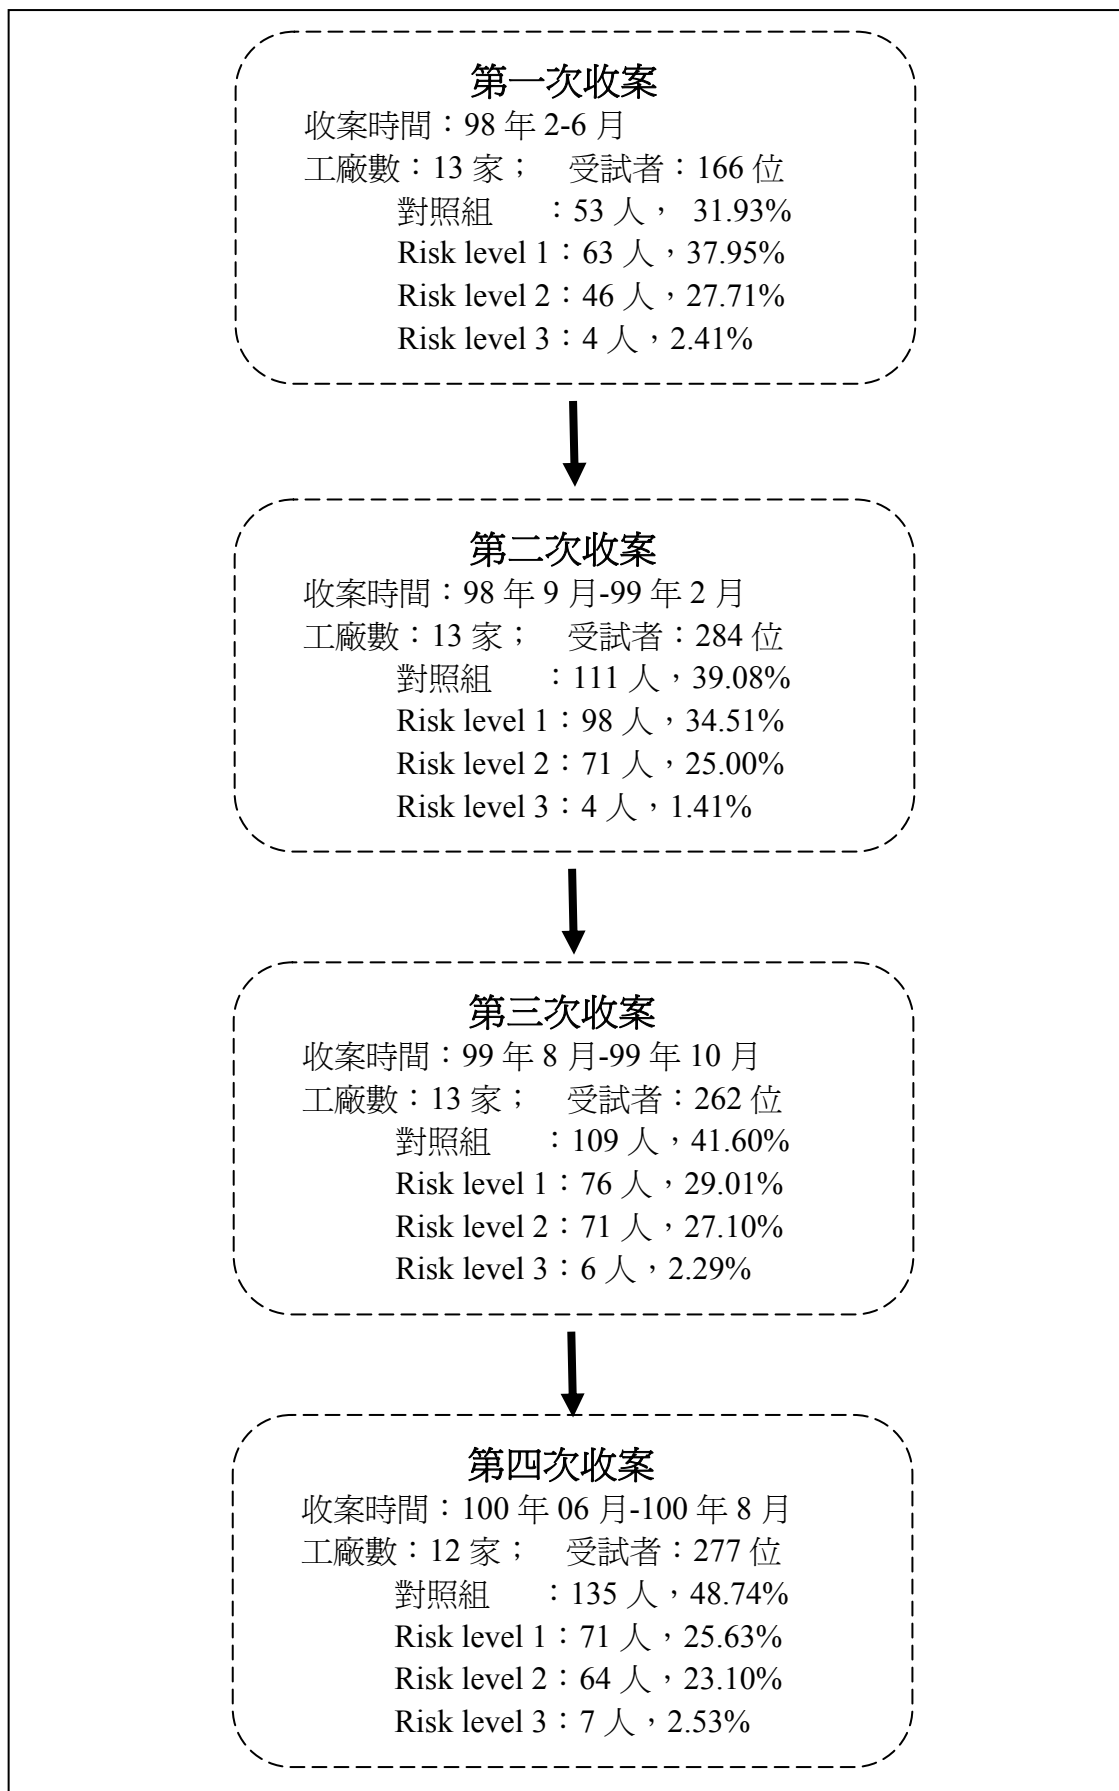 第一次收案
收案時間：98 年 2-6 月
工廠數：13 家；　受試者：166 位
對照組　：53 人， 31.93%
Risk level 1：63 人，37.95%
Risk level 2：46 人，27.71%
Risk level 3：4 人，2.41%
第二次收案
收案時間：98 年 9 月-99 年 2 月
工廠數：13 家；　受試者：284 位
對照組　：111 人，39.08%
Risk level 1：98 人，34.51%
Risk level 2：71 人，25.00%
Risk level 3：4 人，1.41%
第三次收案
收案時間：99 年 8 月-99 年 10 月
工廠數：13 家；　受試者：262 位
對照組　：109 人，41.60%
Risk level 1：76 人，29.01%
Risk level 2：71 人，27.10%
Risk level 3：6 人，2.29%
第四次收案
收案時間：100 年 06 月-100 年 8 月
工廠數：12 家；　受試者：277 位
對照組　：135 人，48.74%
Risk level 1：71 人，25.63%
Risk level 2：64 人，23.10%
Risk level 3：7 人，2.53%